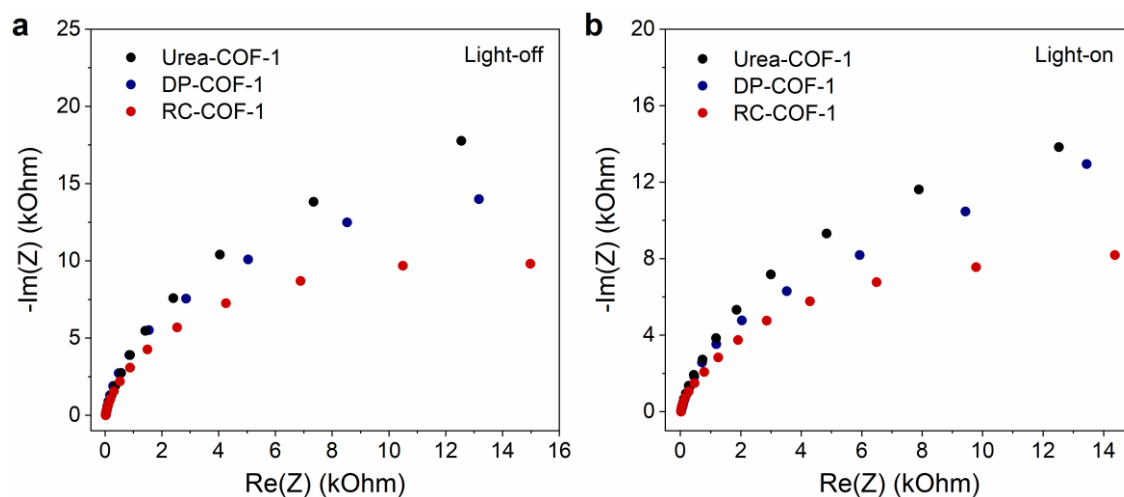 a
25
20
15
10
5
0
-Im(Z) (kOhm)
Urea-COF-1
DP-COF-1
RC-COF-1
Light-off
0 2 4 6 8 10 12 14 16
Re(Z) (kOhm)
b
20
16
12
8
4
0
-Im(Z) (kOhm)
Urea-COF-1
DP-COF-1
RC-COF-1
Light-on
0 2 4 6 8 10 12 14
Re(Z) (kOhm)